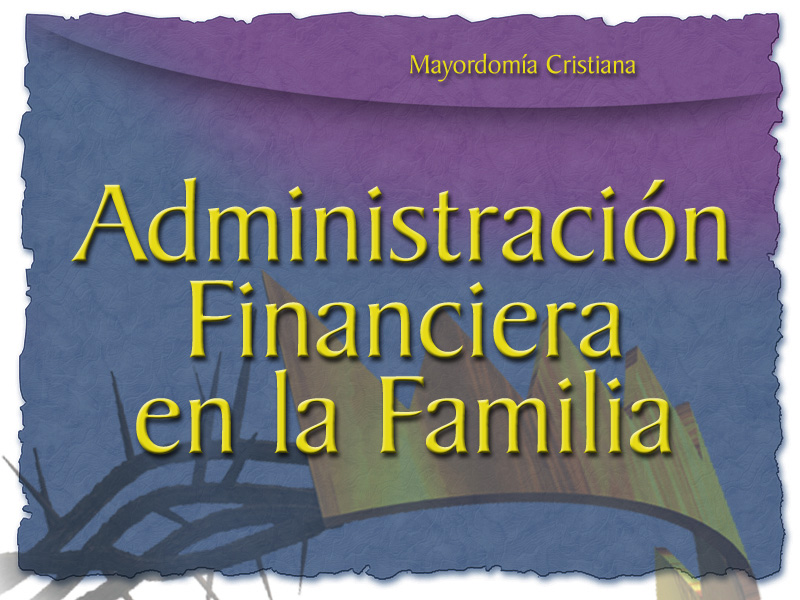 Mayordomía Cristiana
Administración
Financiera
en la Familia